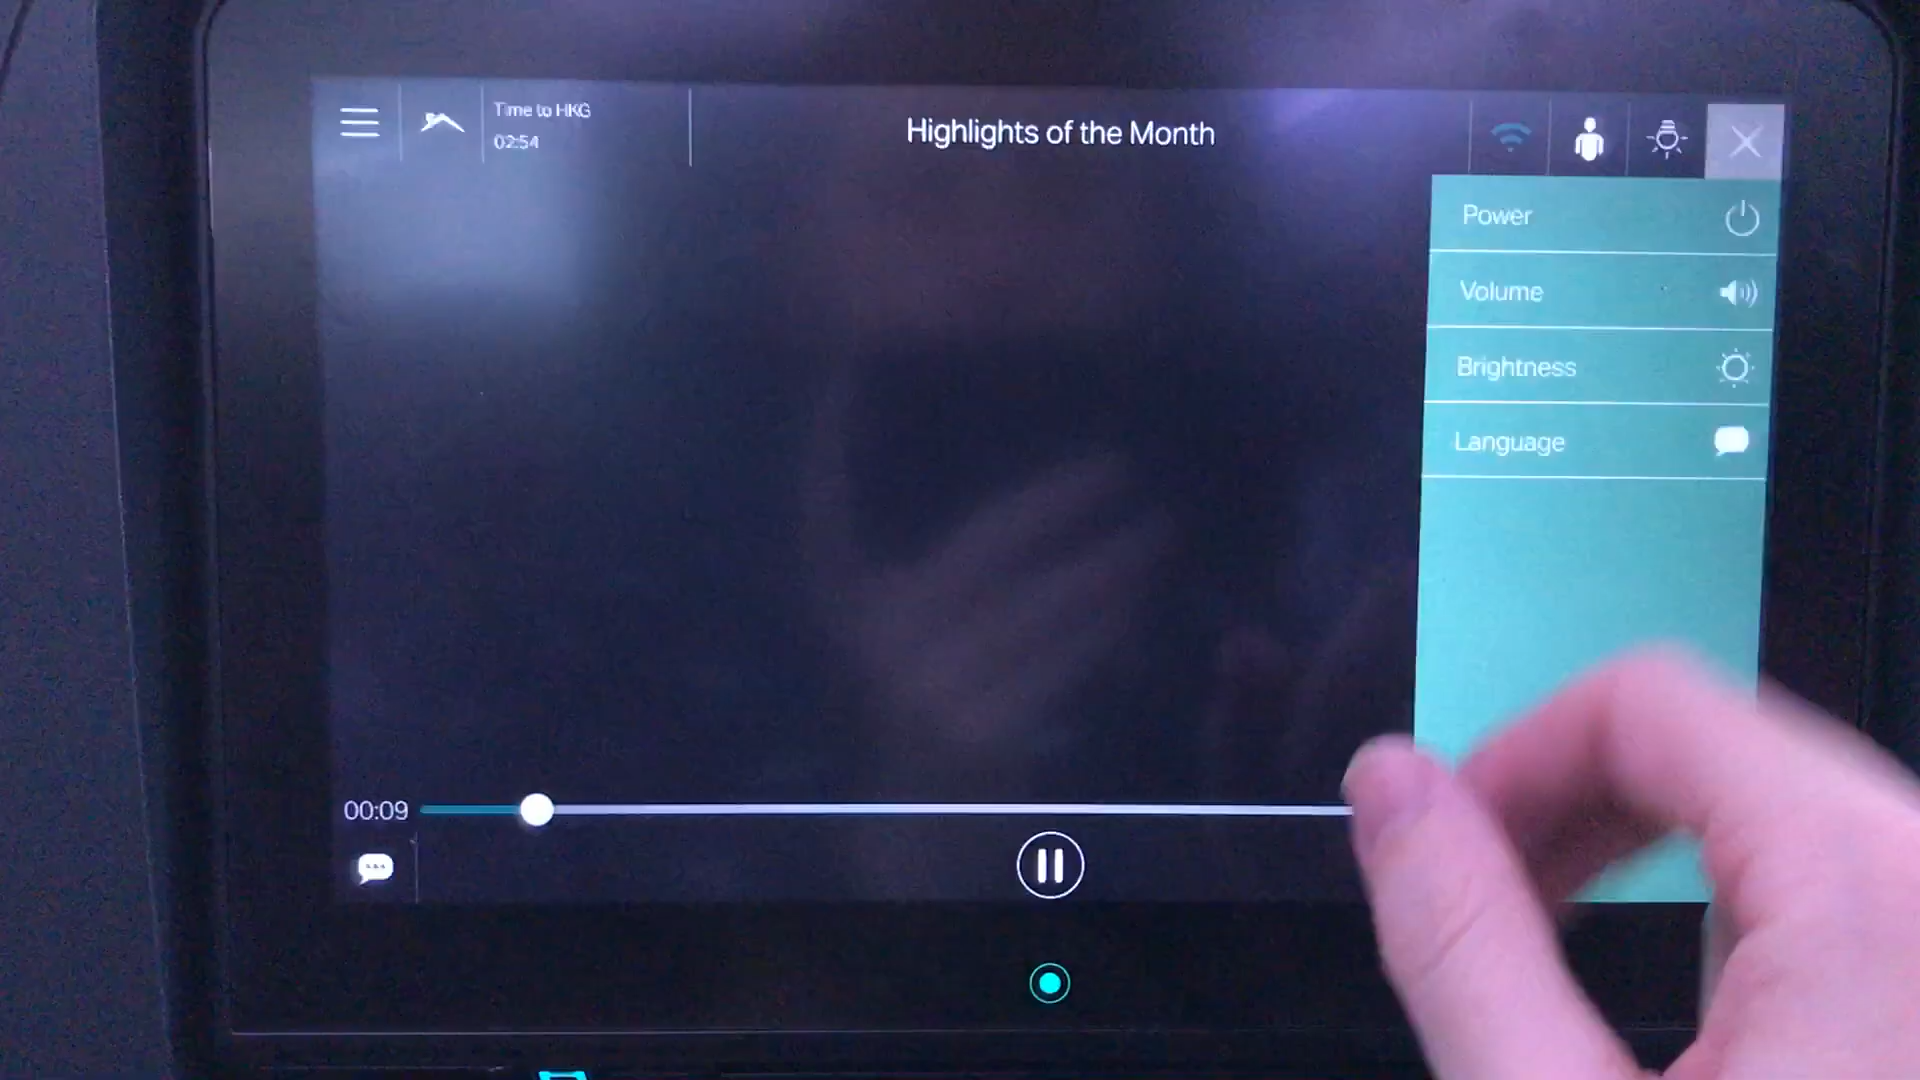 Time to HKG
02:54
Highlights of the Month
Power
Volume
Brightness
Language
00:09